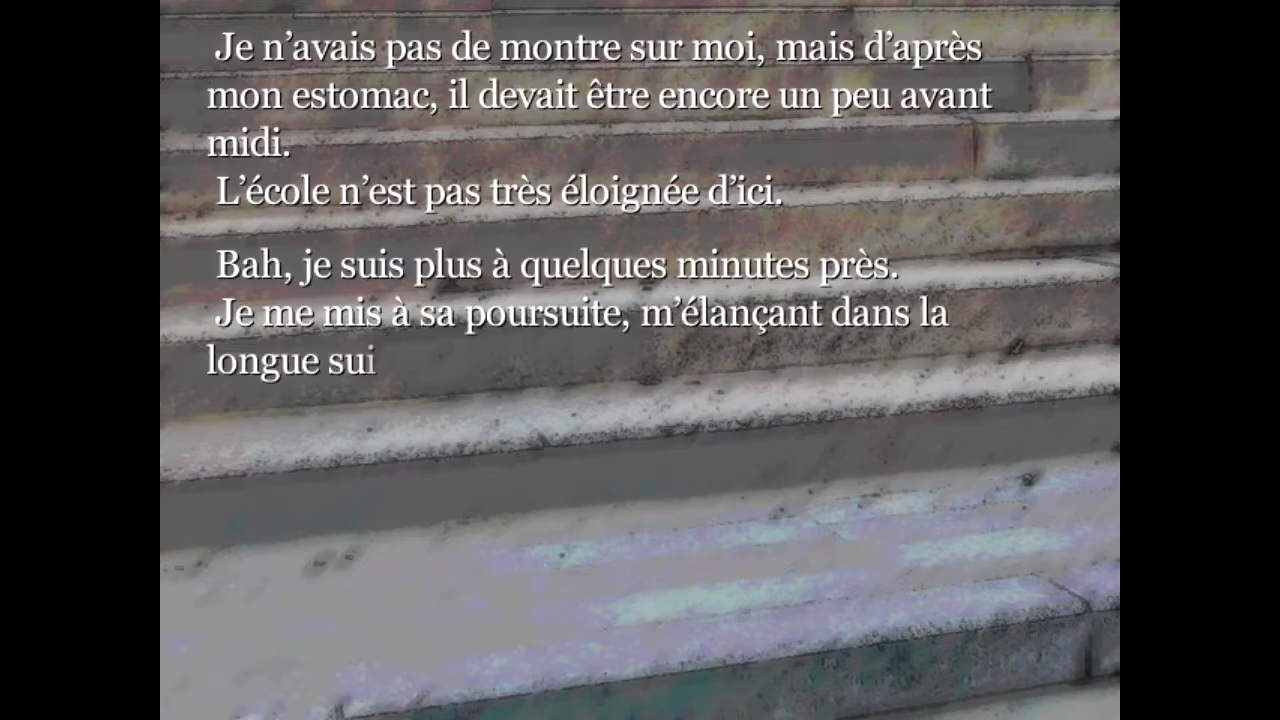 Je n’avais pas de montre sur moi, mais d’après
mon estomac, il devait être encore un peu avant
midi.
L’école n’est pas très éloignée d’ici.
Bah, je suis plus à quelques minutes près.
Je me mis à sa poursuite, m’élançant dans la
longue sui